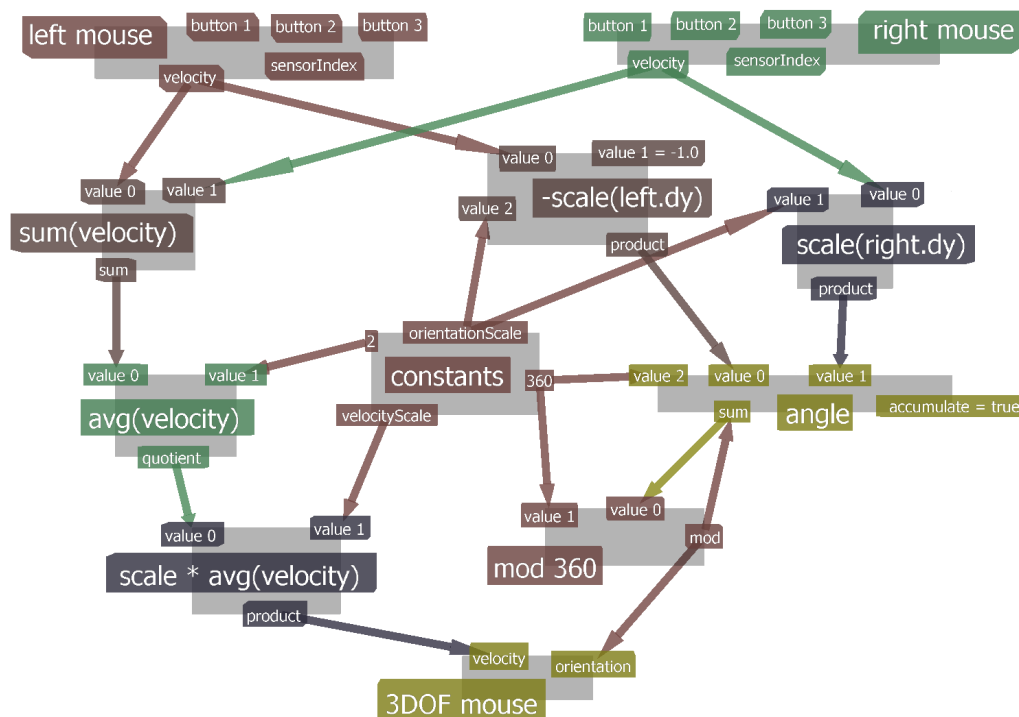 left mouse
button 1
button 2
button 3
sensorIndex
velocity
button 1
button 2
button 3
right mouse
sensorIndex
velocity
value 0
value 1
sum(velocity)
sum
value 0
value 1 = -1.0
-scale(left.dy)
value 2
product
value 1
value 0
scale(right.dy)
product
orientationScale
2
constants
360
velocityScale
value 0
value 1
avg(velocity)
quotient
value 2
value 0
value 1
sum
angle
accumulate = true
value 0
value 1
scale * avg(velocity)
product
value 1
value 0
mod
mod 360
velocity
orientation
3DOF mouse